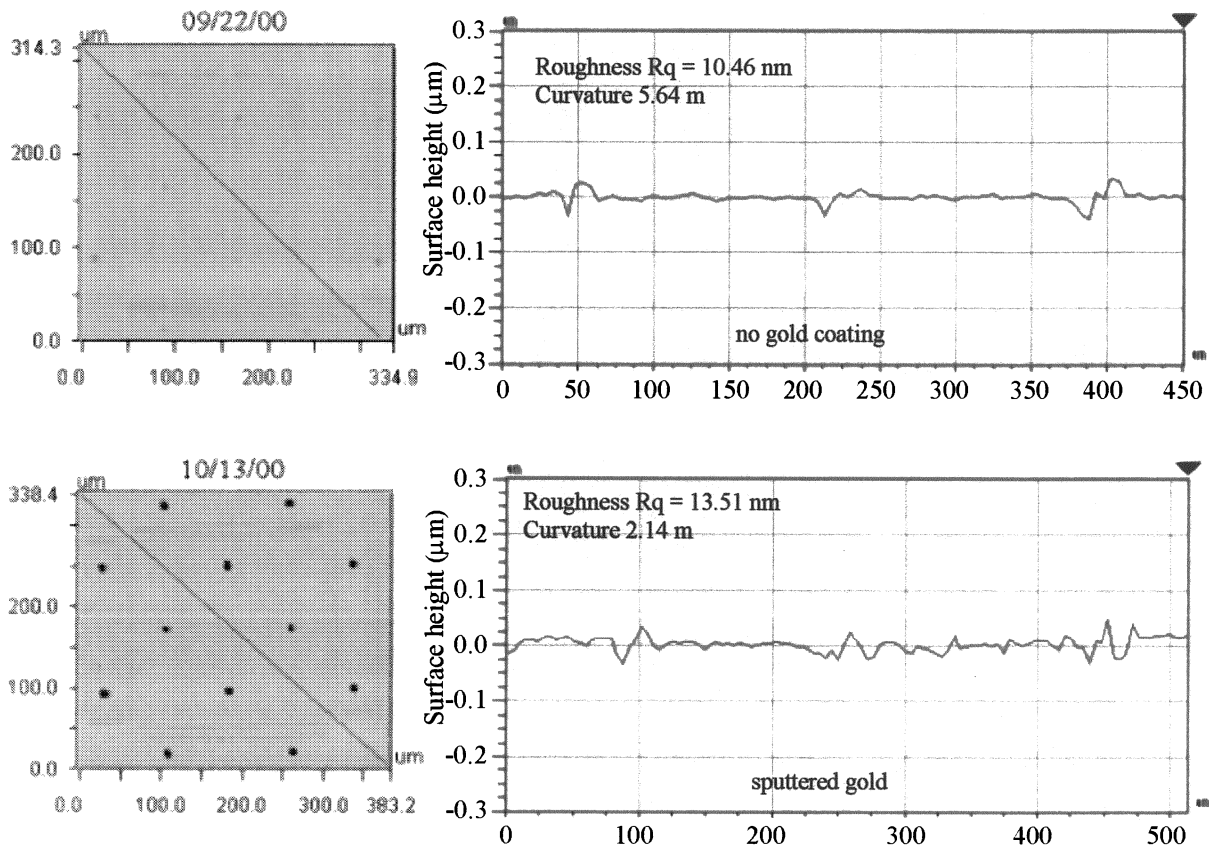 09/22/00
um
314.3
200.0
100.0
0.0
um
0.0 100.0 200.0 334.9
Surface height (μm)
0.3
0.2
0.1
0.0
-0.1
-0.2
-0.3
Roughness Rq = 10.46 nm
Curvature 5.64 m
no gold coating
0 50 100 150 200 250 300 350 400 450
10/13/00
um
338.4
200.0
100.0
0.0
um
0.0 100.0 200.0 300.0 383.2
Surface height (μm)
0.3
0.2
0.1
0.0
-0.1
-0.2
-0.3
Roughness Rq = 13.51 nm
Curvature 2.14 m
sputtered gold
0 100 200 300 400 500